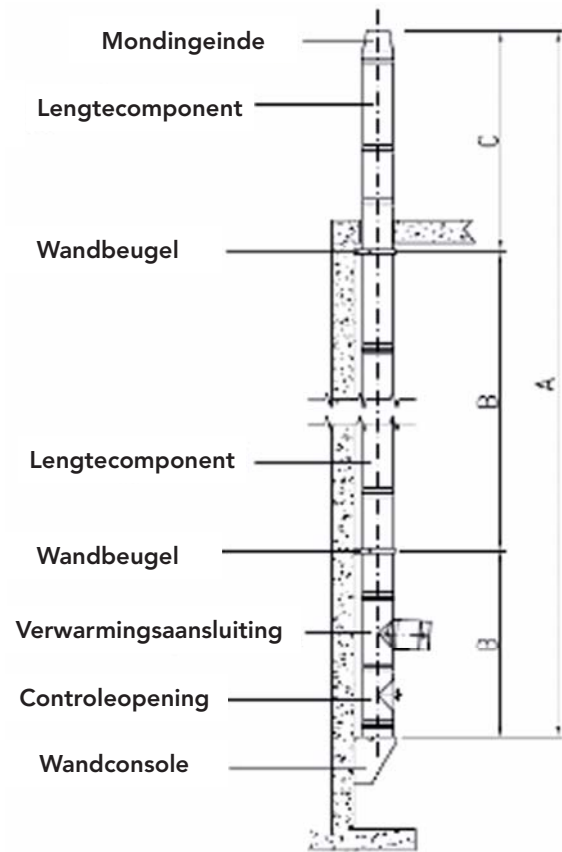 Mondingeinde
Lengtecomponent
C
Wandbeugel
A
B
Lengtecomponent
Wandbeugel
Verwarmingsaansluiting
B
Controleopening
Wandconsole